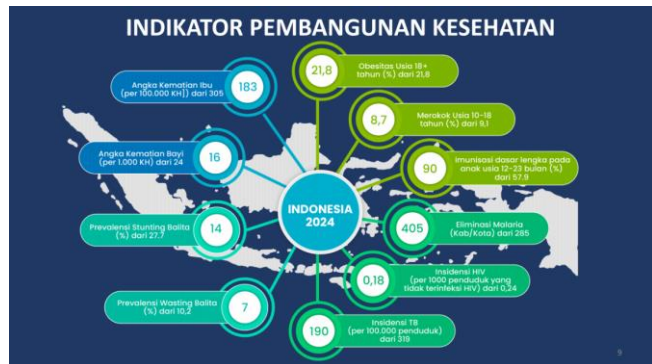 INDIKATOR PEMBANGUNAN KESEHATAN
Angka Kematian Ibu
(per 100.000 KH]) dari 305
183
Angka Kematian Bayi
(per 1.000 KH) dari 24
16
Prevalensi Stunting Balita
(%) dari 27.7
14
Prevalensi Wasting Balita
(%) dari 10,2
7
INDONESIA
2024
21,8
Obesitas Usia 18+
tahun (%) dari 21,8
8,7
Merokok Usia 10-18
tahun (%) dari 9,1
90
Imunisasi dasar lengka pada
anak usia 12-23 bulan (%)
dari 57.9
405
Eliminasi Malaria
(Kab/Kota) dari 285
0,18
Insidensi HIV
(per 1000 penduduk yang
tidak terinfeksi HIV) dari 0,24
190
Insidensi TB
(per 100.000 penduduk)
dari 319
9